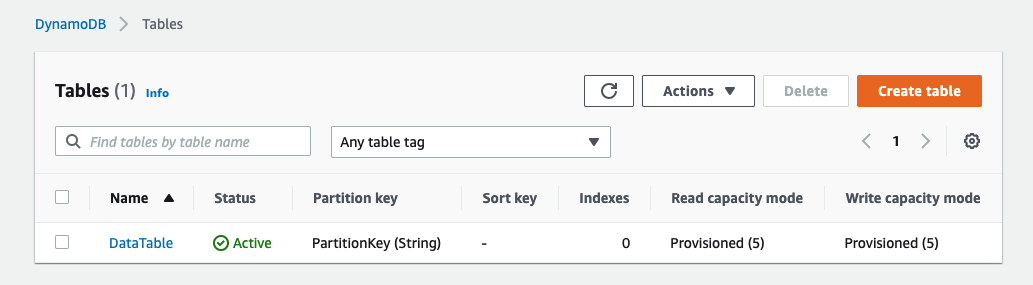 DynamoDB > Tables
Tables (1) Info Actions Delete Create table
Find tables by table name Any table tag 1
Name Status Partition key Sort key Indexes Read capacity mode Write capacity mode
DataTable Active PartitionKey (String) - 0 Provisioned (5) Provisioned (5)